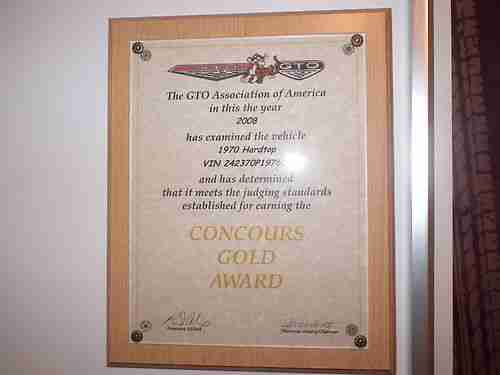 GTO
The GTO Association of America
in this the year
2008
has examined the vehicle
1970 Hardtop
VIN
and has determined
that it meets the judging standards
established for earning the
CONCOURS
GOLD
AWARD